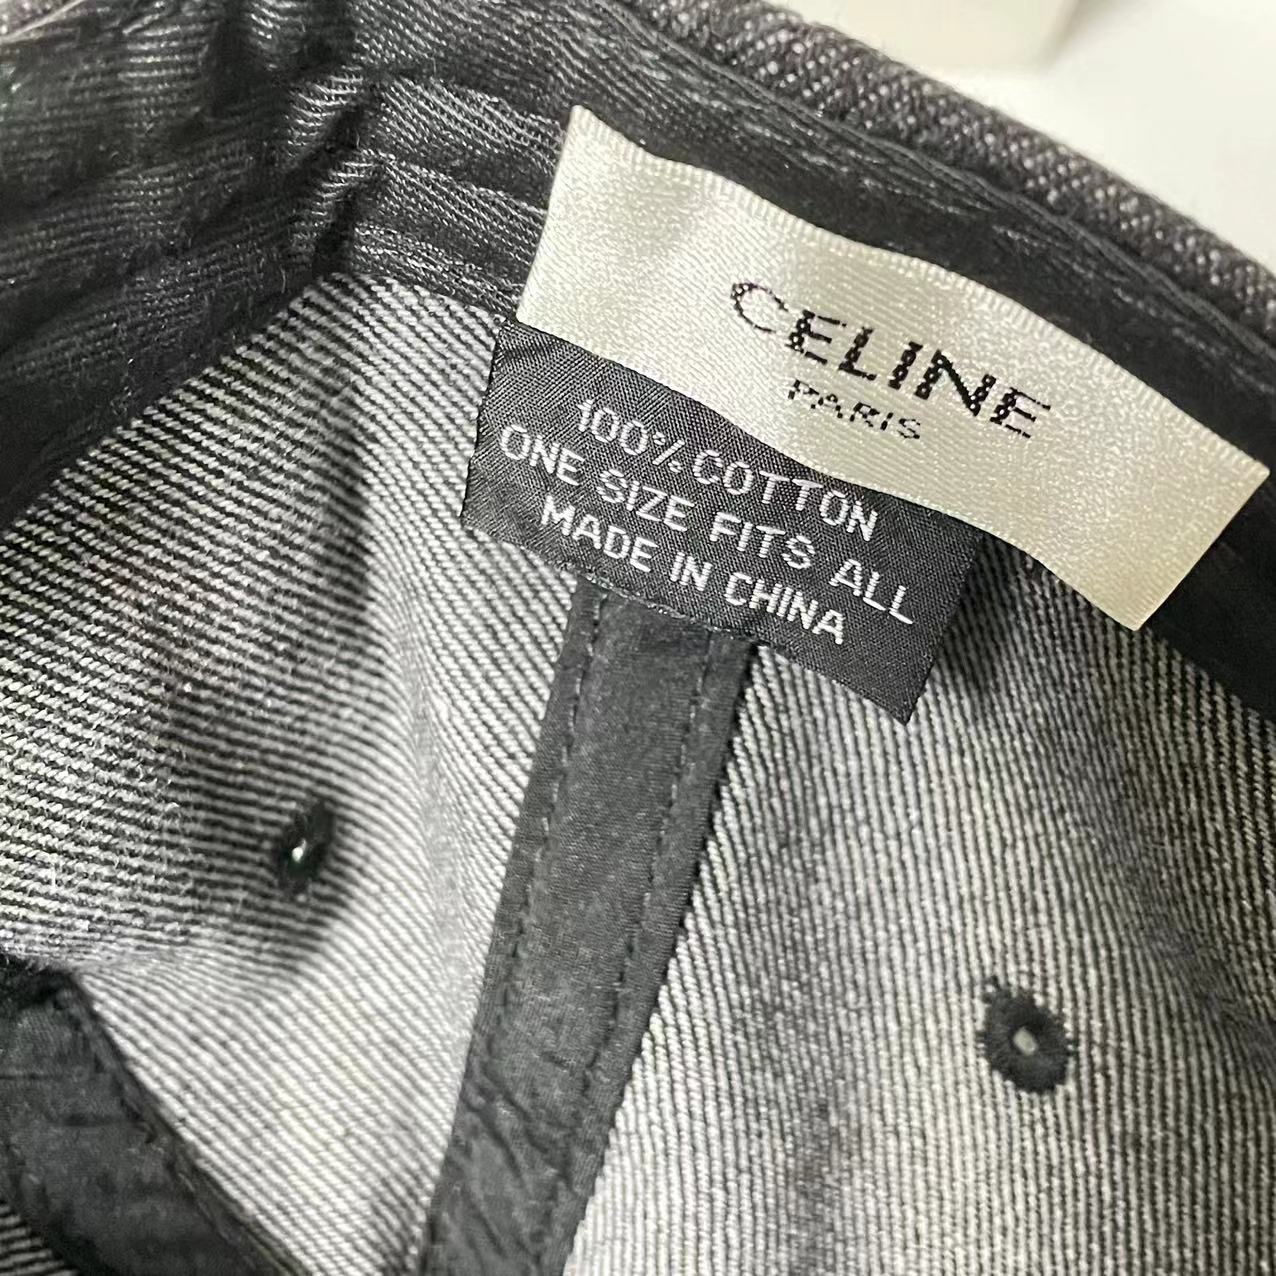 CELINE
PARIS
100% COTTON
ONE SIZE FITS ALL
MADE IN CHINA